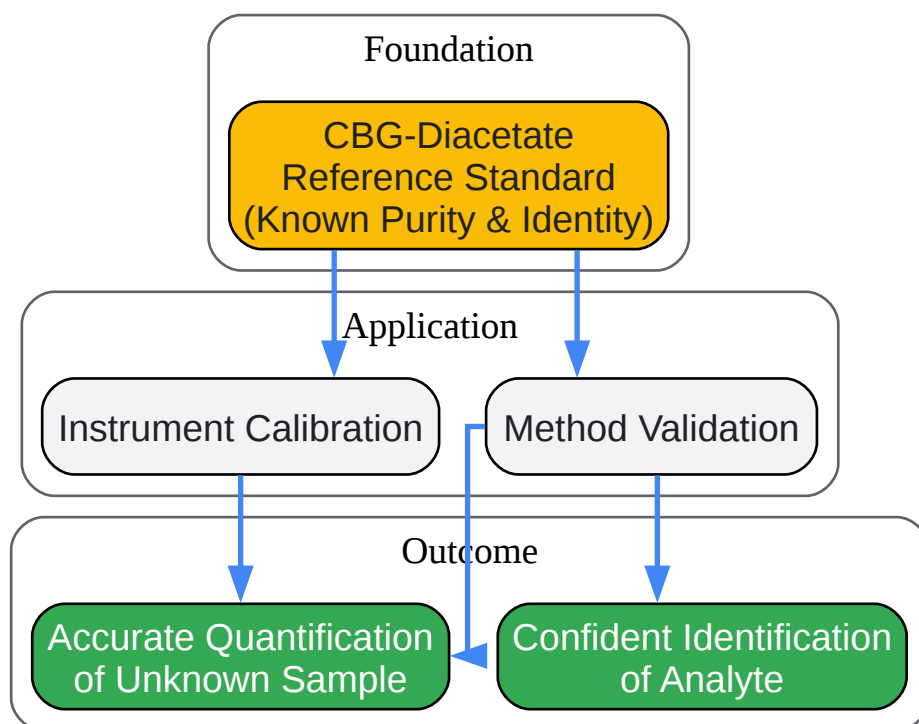 Foundation
CBG-Diacetate
Reference Standard
(Known Purity & Identity)
Application
Instrument Calibration
Method Validation
Outcome
Accurate Quantification
of Unknown Sample
Confident Identification
of Analyte